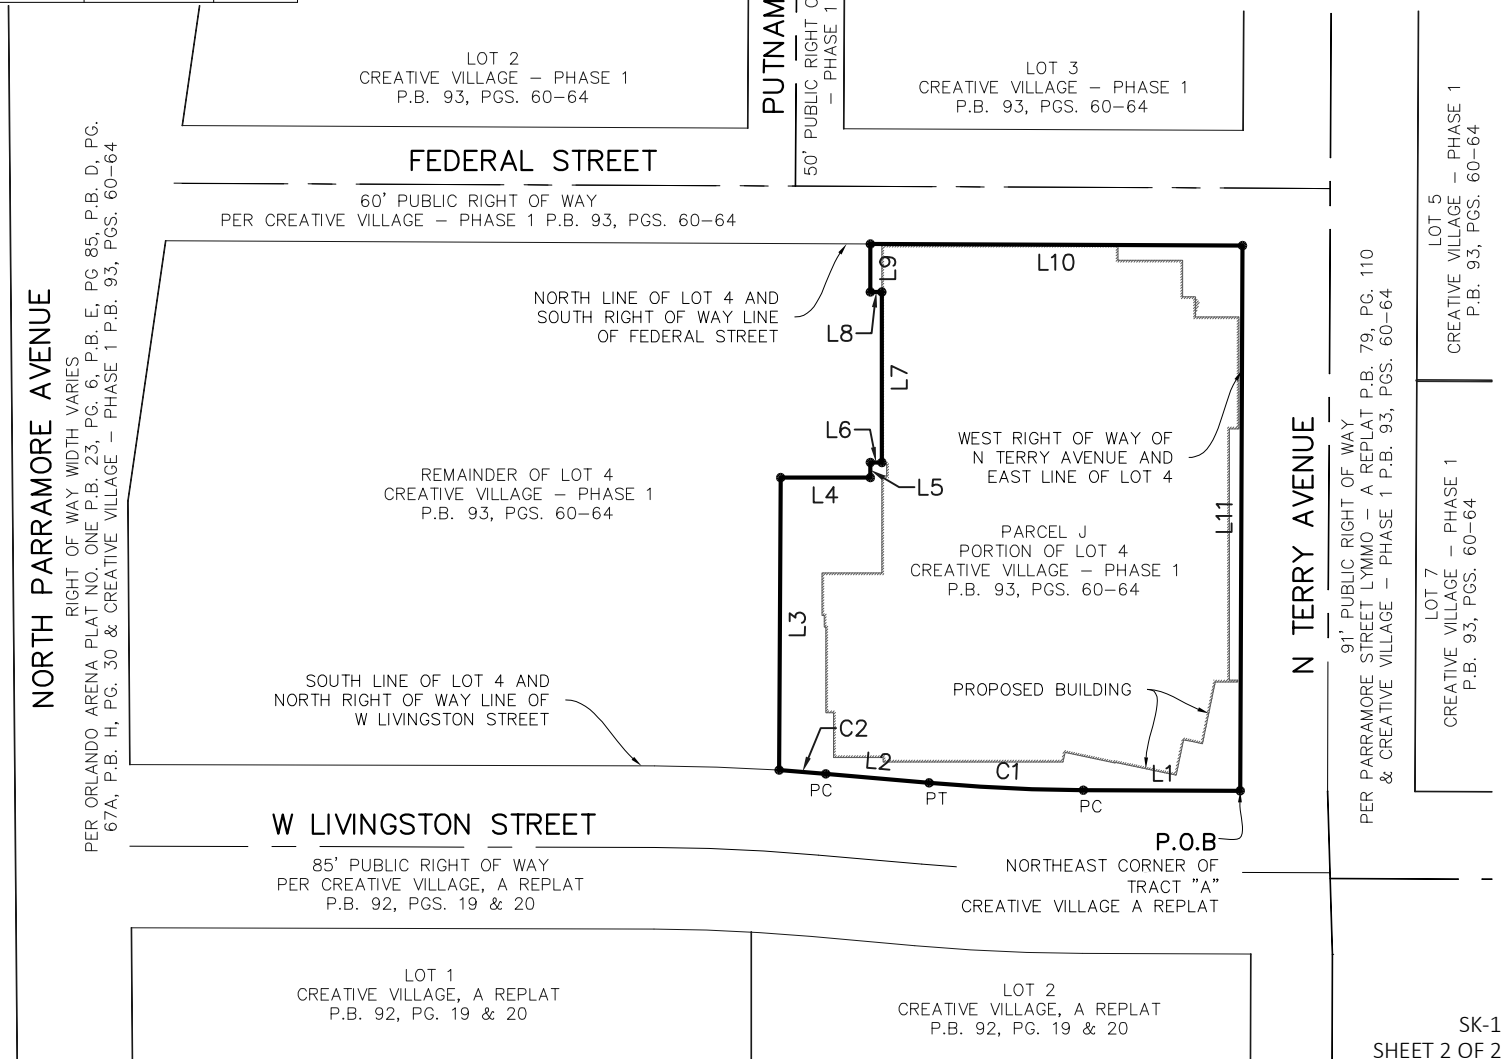 LOT 2
CREATIVE VILLAGE – PHASE 1
P.B. 93, PGS. 60–64
PUTNAM
50' PUBLIC RIGHT
– PHASE 1
LOT 3
CREATIVE VILLAGE – PHASE 1
P.B. 93, PGS. 60–64
FEDERAL STREET
60' PUBLIC RIGHT OF WAY
PER CREATIVE VILLAGE – PHASE 1 P.B. 93, PGS. 60–64
NORTH PARRAMORE AVENUE
RIGHT OF WAY WIDTH VARIES
PER ORLANDO ARENA PLAT NO. ONE P.B. 23, PG. 6, P.B. E, PG 85, P.B. D, PG.
67A, P.B. H, PG. 30 & CREATIVE VILLAGE – PHASE 1 P.B. 93, PGS. 60–64
NORTH LINE OF LOT 4 AND
SOUTH RIGHT OF WAY LINE
OF FEDERAL STREET
L9
L10
L8
L7
L6
L5
L4
L3
L11
WEST RIGHT OF WAY OF
N TERRY AVENUE AND
EAST LINE OF LOT 4
REMAINDER OF LOT 4
CREATIVE VILLAGE – PHASE 1
P.B. 93, PGS. 60–64
PARCEL J
PORTION OF LOT 4
CREATIVE VILLAGE – PHASE 1
P.B. 93, PGS. 60–64
SOUTH LINE OF LOT 4 AND
NORTH RIGHT OF WAY LINE OF
W LIVINGSTON STREET
PROPOSED BUILDING
C2
L2
C1
L1
PC
PT
PC
P.O.B
NORTHEAST CORNER OF
TRACT "A"
CREATIVE VILLAGE A REPLAT
N TERRY AVENUE
91' PUBLIC RIGHT OF WAY
PER PARRAMORE STREET LYMMO – A REPLAT P.B. 79, PG. 110
& CREATIVE VILLAGE – PHASE 1 P.B. 93, PGS. 60–64
LOT 5
CREATIVE VILLAGE – PHASE 1
P.B. 93, PGS. 60–64
LOT 7
CREATIVE VILLAGE – PHASE 1
P.B. 93, PGS. 60–64
W LIVINGSTON STREET
85' PUBLIC RIGHT OF WAY
PER CREATIVE VILLAGE, A REPLAT
P.B. 92, PGS. 19 & 20
LOT 1
CREATIVE VILLAGE, A REPLAT
P.B. 92, PG. 19 & 20
LOT 2
CREATIVE VILLAGE, A REPLAT
P.B. 92, PG. 19 & 20
SK-1
SHEET 2 OF 2